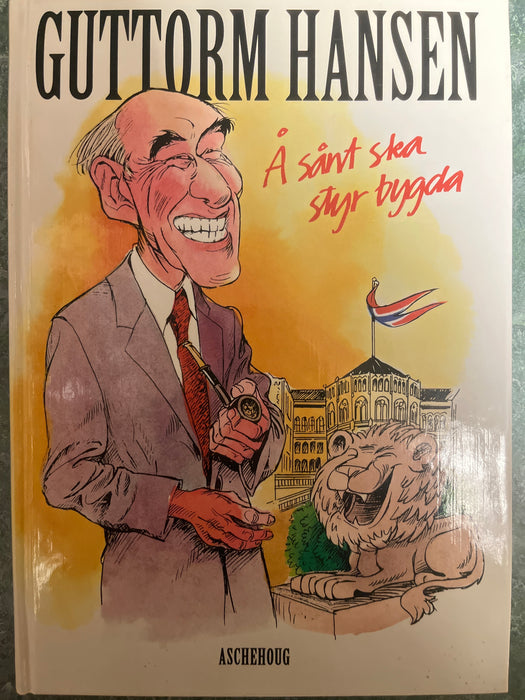 GUTTORM HANSEN
Å sånt ska
styr bygda
ASCHEHOUG